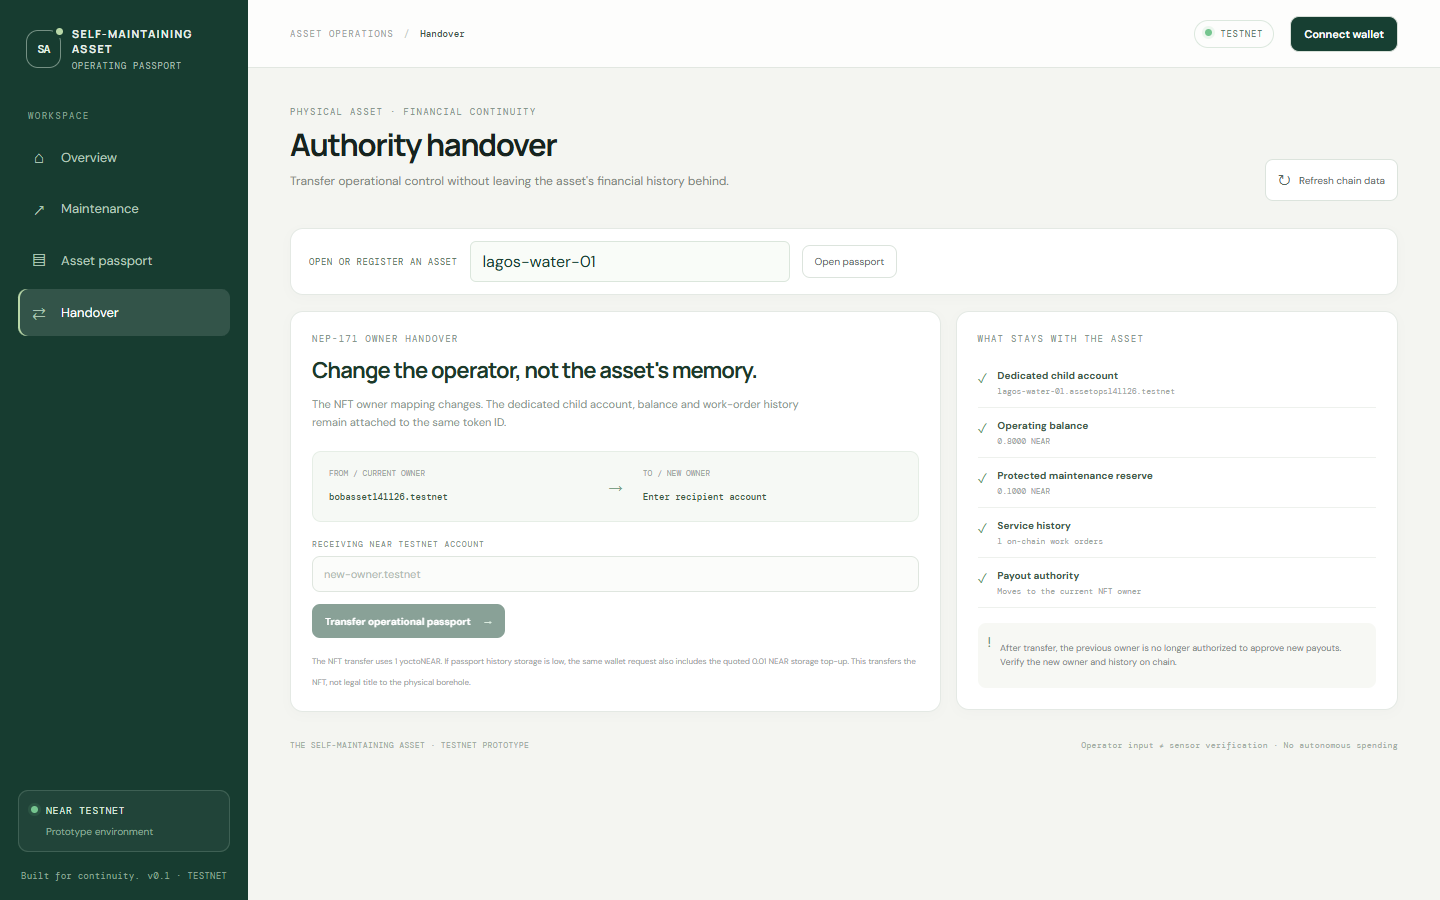 SA
SELF-MAINTAINING
ASSET
OPERATING PASSPORT
WORKSPACE
Overview
Maintenance
Asset passport
Handover
NEAR TESTNET
Prototype environment
Built for continuity. v0.1 · TESTNET
ASSET OPERATIONS / Handover
TESTNET
Connect wallet
PHYSICAL ASSET · FINANCIAL CONTINUITY
Authority handover
Transfer operational control without leaving the asset's financial history behind.
Refresh chain data
OPEN OR REGISTER AN ASSET
lagos-water-01
Open passport
NEP-171 OWNER HANDOVER
Change the operator, not the asset's memory.
The NFT owner mapping changes. The dedicated child account, balance and work-order history
remain attached to the same token ID.
FROM / CURRENT OWNER
bobasset141126.testnet
→
TO / NEW OWNER
Enter recipient account
RECEIVING NEAR TESTNET ACCOUNT
new-owner.testnet
Transfer operational passport →
The NFT transfer uses 1 yoctoNEAR. If passport history storage is low, the same wallet request also includes the quoted 0.01 NEAR storage top-up. This transfers the
NFT, not legal title to the physical borehole.
WHAT STAYS WITH THE ASSET
✓ Dedicated child account
lagos-water-01.assetops141126.testnet
✓ Operating balance
0.8000 NEAR
✓ Protected maintenance reserve
0.1000 NEAR
✓ Service history
1 on-chain work orders
✓ Payout authority
Moves to the current NFT owner
! After transfer, the previous owner is no longer authorized to approve new payouts.
Verify the new owner and history on chain.
THE SELF-MAINTAINING ASSET · TESTNET PROTOTYPE
Operator input ≠ sensor verification · No autonomous spending